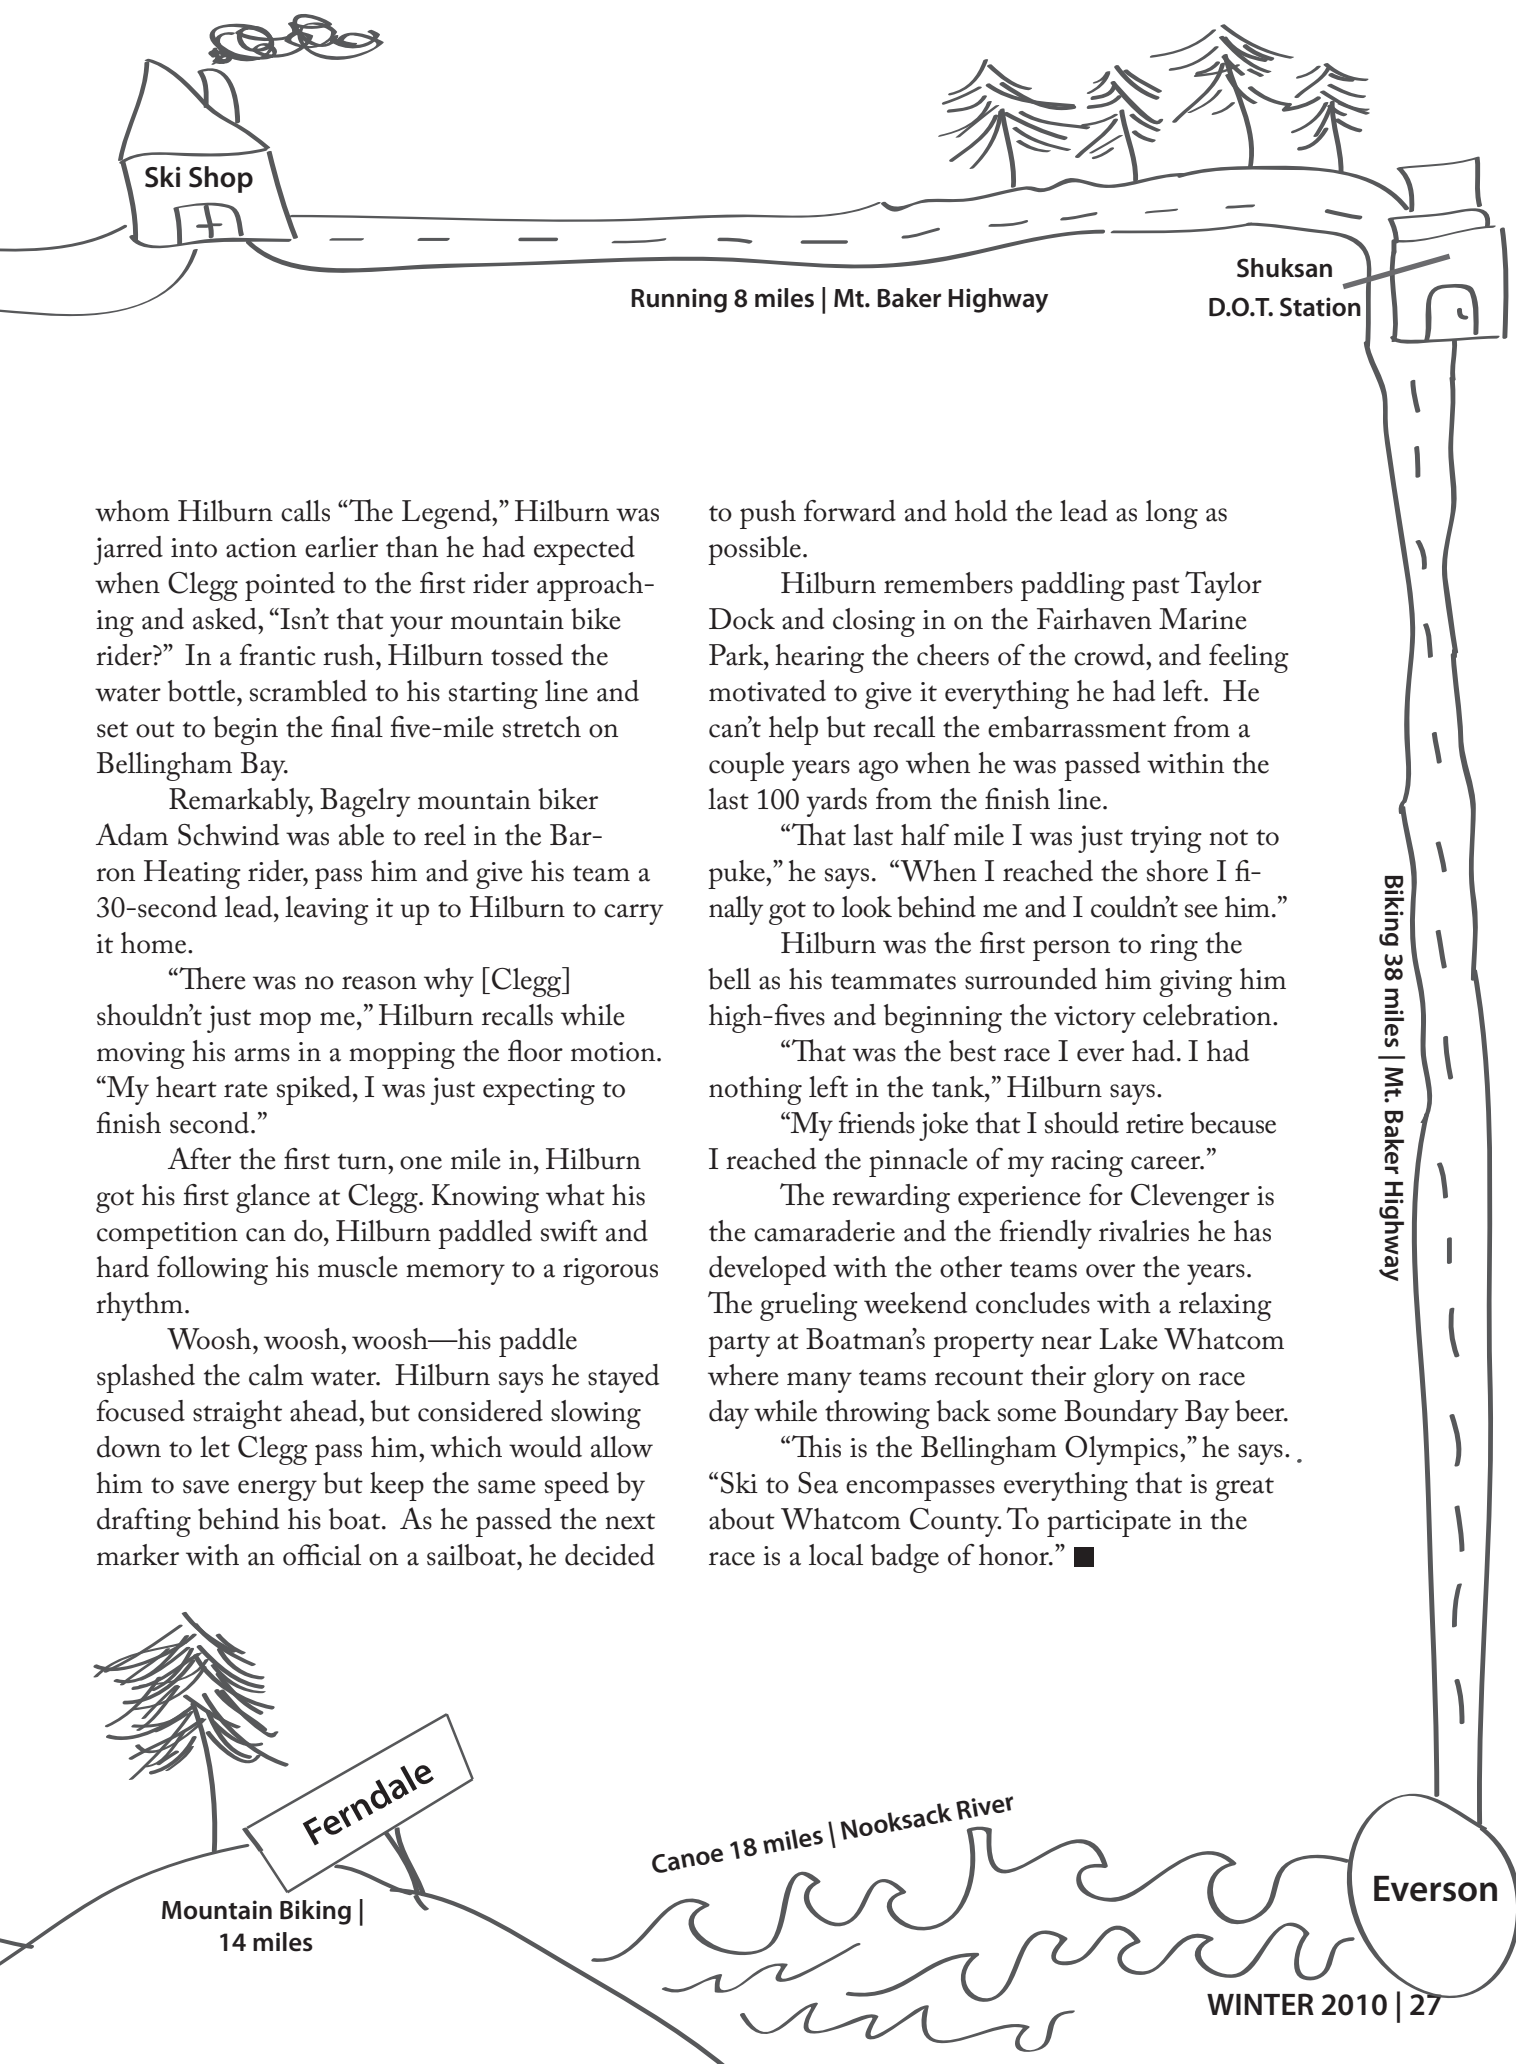 Ski Shop
Running 8 miles | Mt. Baker Highway
Shuksan
D.O.T. Station
whom Hilburn calls “The Legend,” Hilburn was
jarred into action earlier than he had expected
when Clegg pointed to the first rider approach-
ing and asked, “Isn’t that your mountain bike
rider?” In a frantic rush, Hilburn tossed the
water bottle, scrambled to his starting line and
set out to begin the final five-mile stretch on
Bellingham Bay.
Remarkably, Bagelry mountain biker
Adam Schwind was able to reel in the Bar-
ron Heating rider, pass him and give his team a
30-second lead, leaving it up to Hilburn to carry
it home.
“There was no reason why [Clegg]
shouldn’t just mop me,” Hilburn recalls while
moving his arms in a mopping the floor motion.
“My heart rate spiked, I was just expecting to
finish second.”
After the first turn, one mile in, Hilburn
got his first glance at Clegg. Knowing what his
competition can do, Hilburn paddled swift and
hard following his muscle memory to a rigorous
rhythm.
Woosh, woosh, woosh—his paddle
splashed the calm water. Hilburn says he stayed
focused straight ahead, but considered slowing
down to let Clegg pass him, which would allow
him to save energy but keep the same speed by
drafting behind his boat. As he passed the next
marker with an official on a sailboat, he decided
to push forward and hold the lead as long as
possible.
Hilburn remembers paddling past Taylor
Dock and closing in on the Fairhaven Marine
Park, hearing the cheers of the crowd, and feeling
motivated to give it everything he had left. He
can’t help but recall the embarrassment from a
couple years ago when he was passed within the
last 100 yards from the finish line.
“That last half mile I was just trying not to
puke,” he says. “When I reached the shore I fi-
nally got to look behind me and I couldn’t see him.”
Hilburn was the first person to ring the
bell as his teammates surrounded him giving him
high-fives and beginning the victory celebration.
“That was the best race I ever had. I had
nothing left in the tank,” Hilburn says.
“My friends joke that I should retire because
I reached the pinnacle of my racing career.”
The rewarding experience for Clevenger is
the camaraderie and the friendly rivalries he has
developed with the other teams over the years.
The grueling weekend concludes with a relaxing
party at Boatman’s property near Lake Whatcom
where many teams recount their glory on race
day while throwing back some Boundary Bay beer.
“This is the Bellingham Olympics,” he says.
“Ski to Sea encompasses everything that is great
about Whatcom County. To participate in the
race is a local badge of honor.” ■
Biking 38 miles | Mt. Baker Highway
Ferndale
Mountain Biking |
14 miles
Canoe 18 miles | Nooksack River
Everson
WINTER 2010 | 27